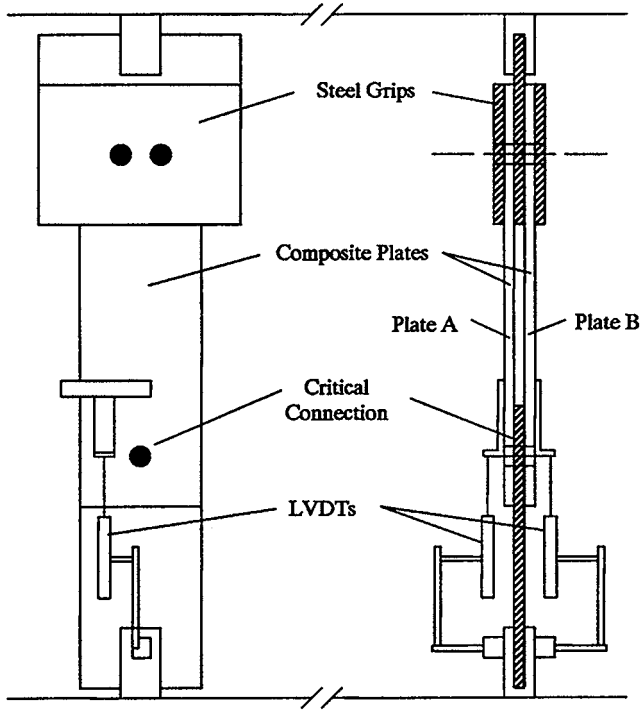 Steel Grips
Composite Plates
Plate A
Plate B
Critical
Connection
LVDTs